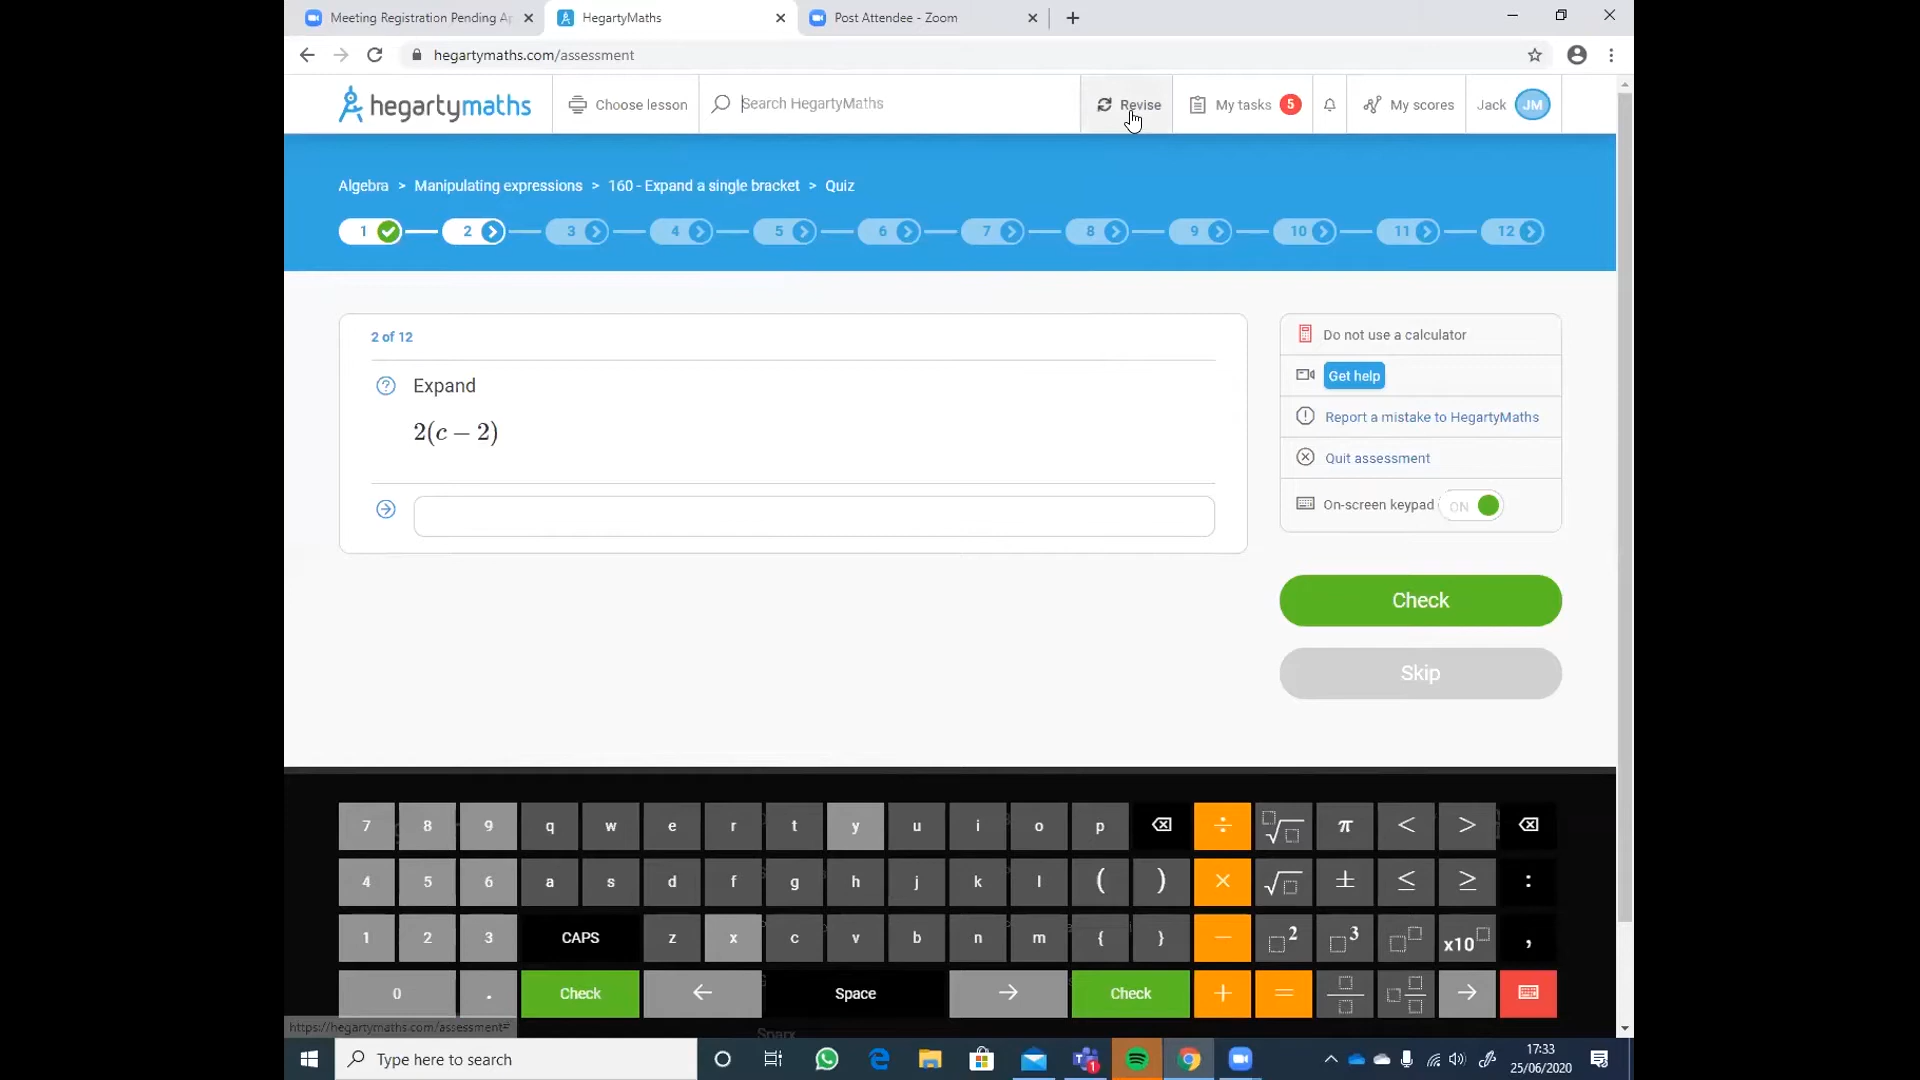 Meeting Registration Pending Ap
HegartyMaths
Post Attendee - Zoom
hegartymaths.com/assessment
hegartymaths
Choose lesson
Search HegartyMaths
Revise
My tasks 5
My scores
Jack JM
Algebra > Manipulating expressions > 160 - Expand a single bracket > Quiz
1 2 3 4 5 6 7 8 9 10 11 12
2 of 12
Expand
2(c − 2)
Do not use a calculator
Get help
Report a mistake to HegartyMaths
Quit assessment
On-screen keypad ON
Check
Skip
7 8 9 q w e r t y u i o p ÷ √ π < >
4 5 6 a s d f g h j k l ( ) × √ ± ≤ ≥ :
1 2 3 CAPS z x c v b n m { } − 2 3 x10 ,
0 . Check ← Space → Check + = →
https://hegartymaths.com/assessment#
Sparx
Type here to search
1
17:33
25/06/2020